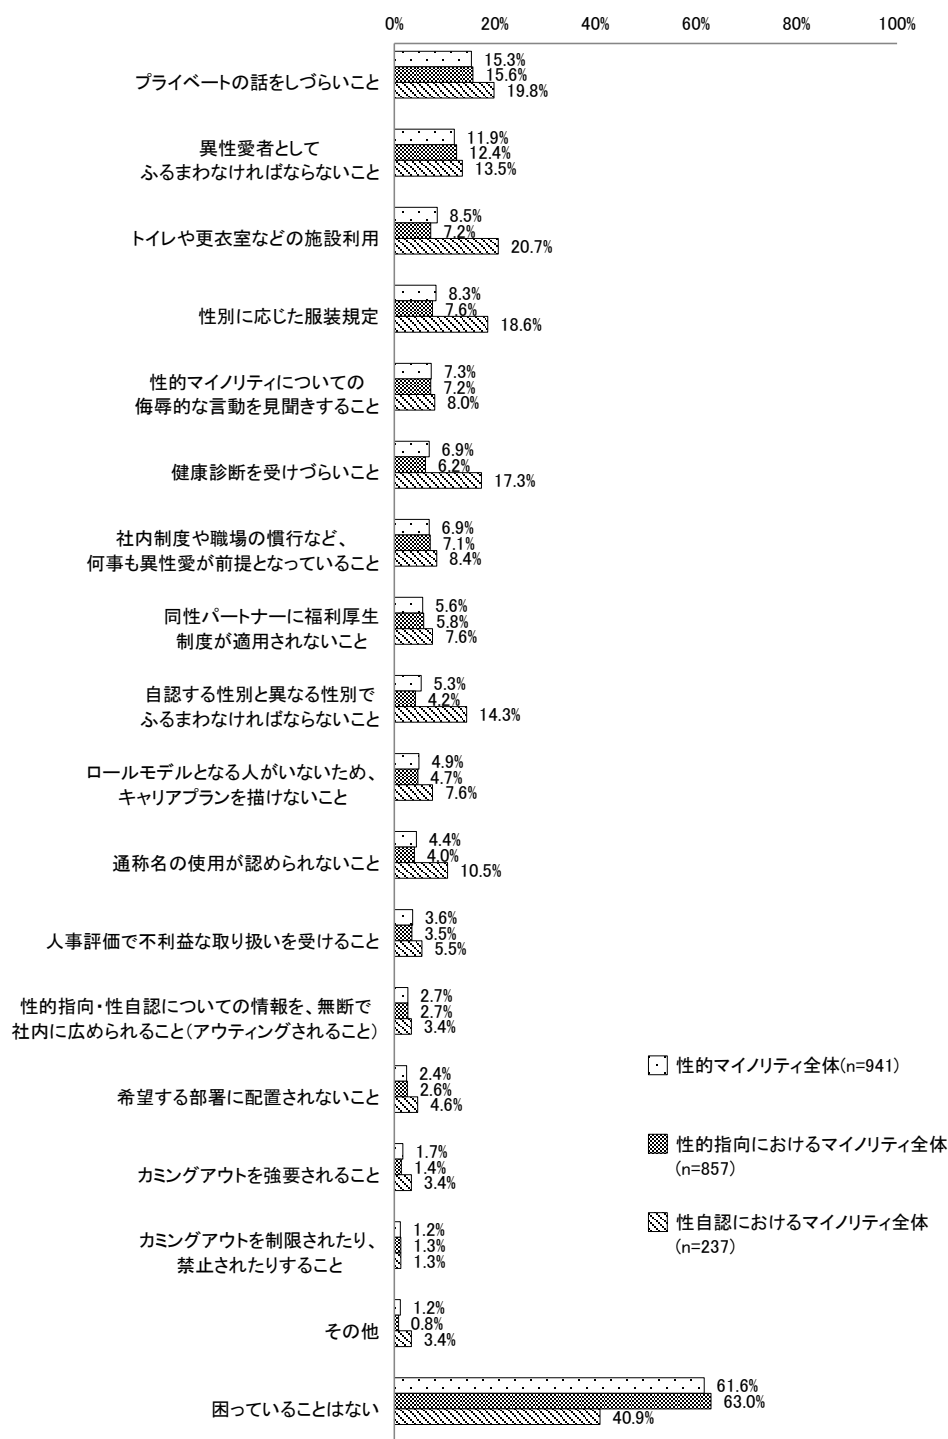 0% 20% 40% 60% 80% 100%
プライベートの話をしづらいこと
15.3%
15.6%
19.8%
異性愛者として
ふるまわなければならないこと
11.9%
12.4%
13.5%
トイレや更衣室などの施設利用
8.5%
7.2%
20.7%
性別に応じた服装規定
8.3%
7.6%
18.6%
性的マイノリティについての
侮辱的な言動を見聞きすること
7.3%
7.2%
8.0%
健康診断を受けづらいこと
6.9%
6.2%
17.3%
社内制度や職場の慣行など、
何事も異性愛が前提となっていること
6.9%
7.1%
8.4%
同性パートナーに福利厚生
制度が適用されないこと
5.6%
5.8%
7.6%
自認する性別と異なる性別で
ふるまわなければならないこと
5.3%
4.2%
14.3%
ロールモデルとなる人がいないため、
キャリアプランを描けないこと
4.9%
4.7%
7.6%
通称名の使用が認められないこと
4.4%
4.0%
10.5%
人事評価で不利益な取り扱いを受けること
3.6%
3.5%
5.5%
性的指向・性自認についての情報を、無断で
社内に広められること(アウティングされること)
2.7%
2.7%
3.4%
希望する部署に配置されないこと
2.4%
2.6%
4.6%
カミングアウトを強要されること
1.7%
1.4%
3.4%
カミングアウトを制限されたり、
禁止されたりすること
1.2%
1.3%
1.3%
その他
1.2%
0.8%
3.4%
困っていることはない
61.6%
63.0%
40.9%
性的マイノリティ全体(n=941)
性的指向におけるマイノリティ全体
(n=857)
性自認におけるマイノリティ全体
(n=237)